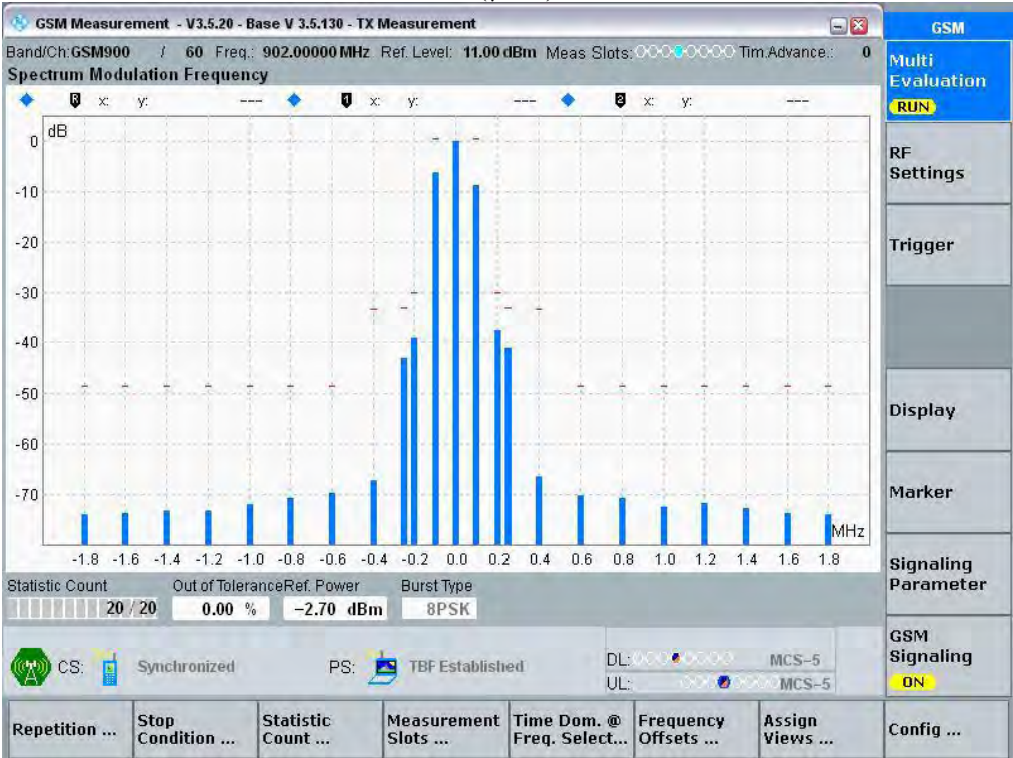 GSM Measurement - V3.5.20 - Base V 3.5.130 - TX Measurement
GSM
Band/Ch:GSM900 / 60 Freq.: 902.00000 MHz Ref. Level: 11.00 dBm Meas Slots: Tim.Advance.: 0
Spectrum Modulation Frequency
R x: y: --- 1 x: y: --- 2 x: y: ---
dB
0
-10
-20
-30
-40
-50
-60
-70
MHz
-1.8 -1.6 -1.4 -1.2 -1.0 -0.8 -0.6 -0.4 -0.2 0.0 0.2 0.4 0.6 0.8 1.0 1.2 1.4 1.6 1.8
Statistic Count Out of Tolerance Ref. Power Burst Type
20 / 20 0.00 % -2.70 dBm 8PSK
CS: Synchronized PS: TBF Established DL: MCS-5
UL: MCS-5
Multi
Evaluation
RUN
RF
Settings
Trigger
Display
Marker
Signaling
Parameter
GSM
Signaling
ON
Repetition ...
Stop
Condition ...
Statistic
Count ...
Measurement
Slots ...
Time Dom. @
Freq. Select...
Frequency
Offsets ...
Assign
Views ...
Config ...